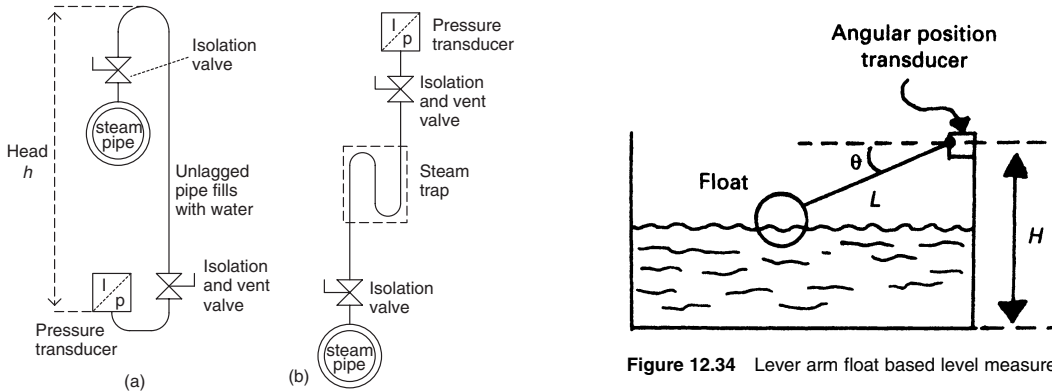 Isolation
valve
steam
pipe
Head
h
Unlagged
pipe fills
with water
I
p
Isolation
and vent
valve
Pressure
transducer
(a)
I
p
Pressure
transducer
Isolation
and vent
valve
Steam
trap
Isolation
valve
steam
pipe
(b)
Angular position
transducer
θ
Float
L
H
Figure 12.34 Lever arm float based level measure